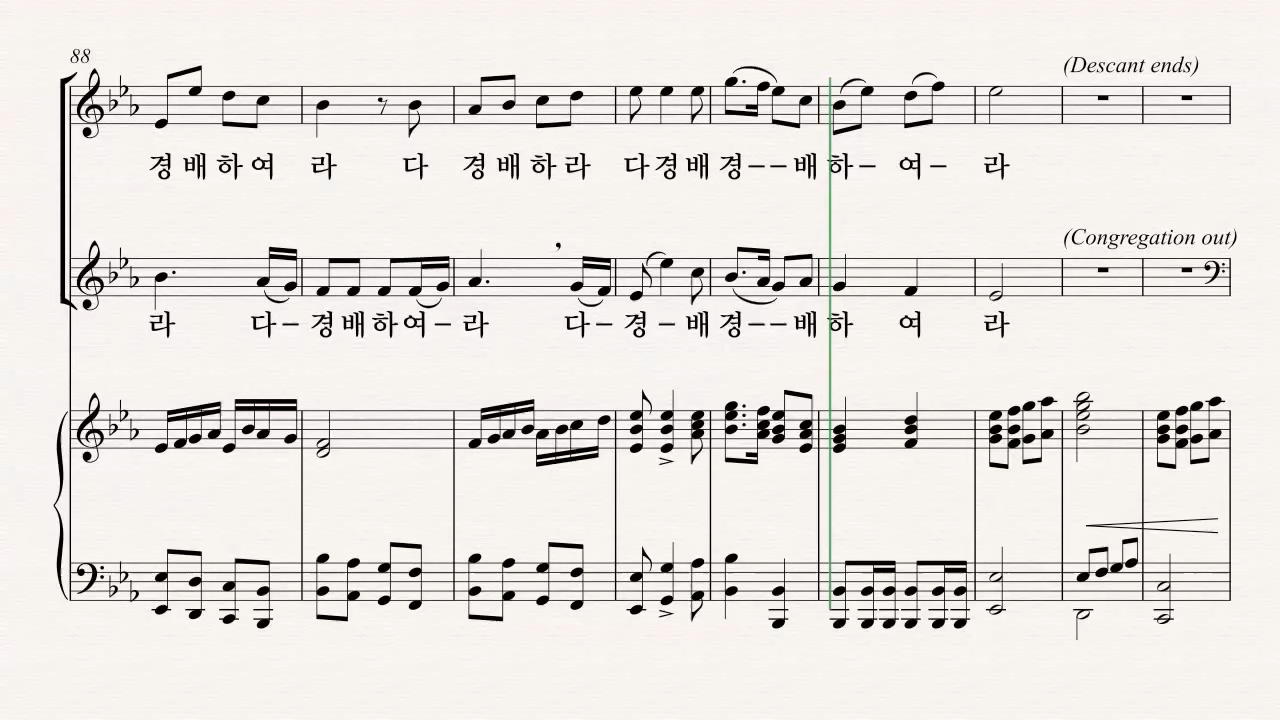 88
(Descant ends)
경 배 하 여 라 다 경 배 하 라 다 경 배 경 – – 배 하 – 여 – 라
(Congregation out)
라 다 – 경 배 하 여 – 라 다 – 경 – 배 경 – – 배 하 여 라